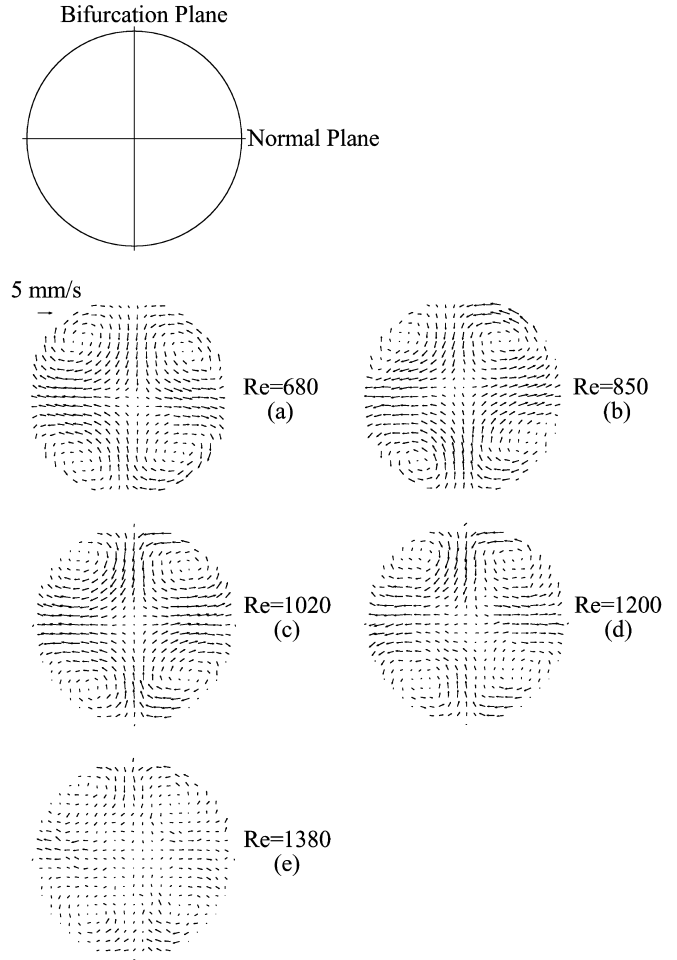 Bifurcation Plane
Normal Plane
5 mm/s
Re=680
(a)
Re=850
(b)
Re=1020
(c)
Re=1200
(d)
Re=1380
(e)